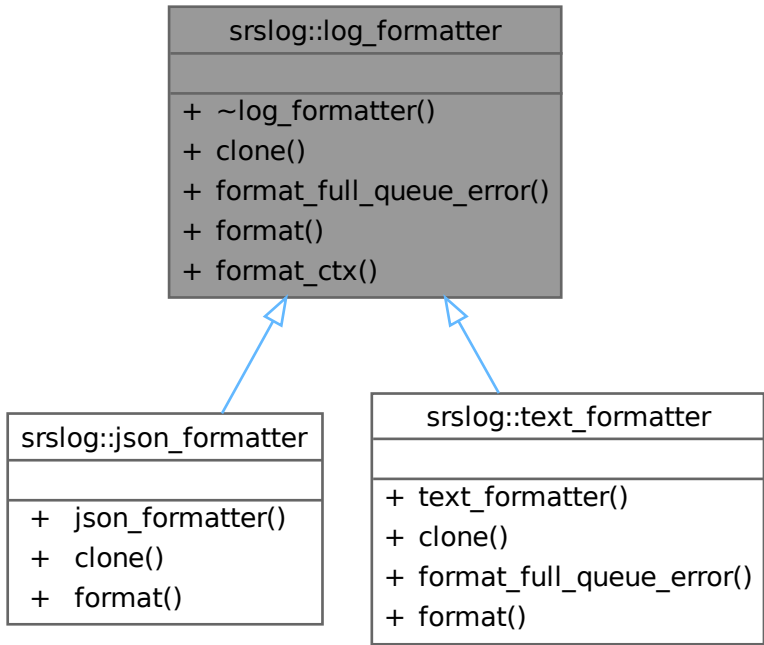 srslog::log_formatter
+ ~log_formatter()
+ clone()
+ format_full_queue_error()
+ format()
+ format_ctx()
srslog::json_formatter
+ json_formatter()
+ clone()
+ format()
srslog::text_formatter
+ text_formatter()
+ clone()
+ format_full_queue_error()
+ format()